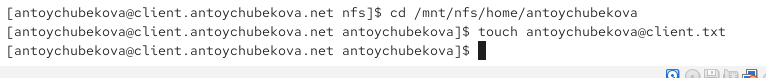 [antoychubekova@client.antoychubekova.net nfs]$ cd /mnt/nfs/home/antoychubekova
[antoychubekova@client.antoychubekova.net antoychubekova]$ touch antoychubekova@client.txt
[antoychubekova@client.antoychubekova.net antoychubekova]$